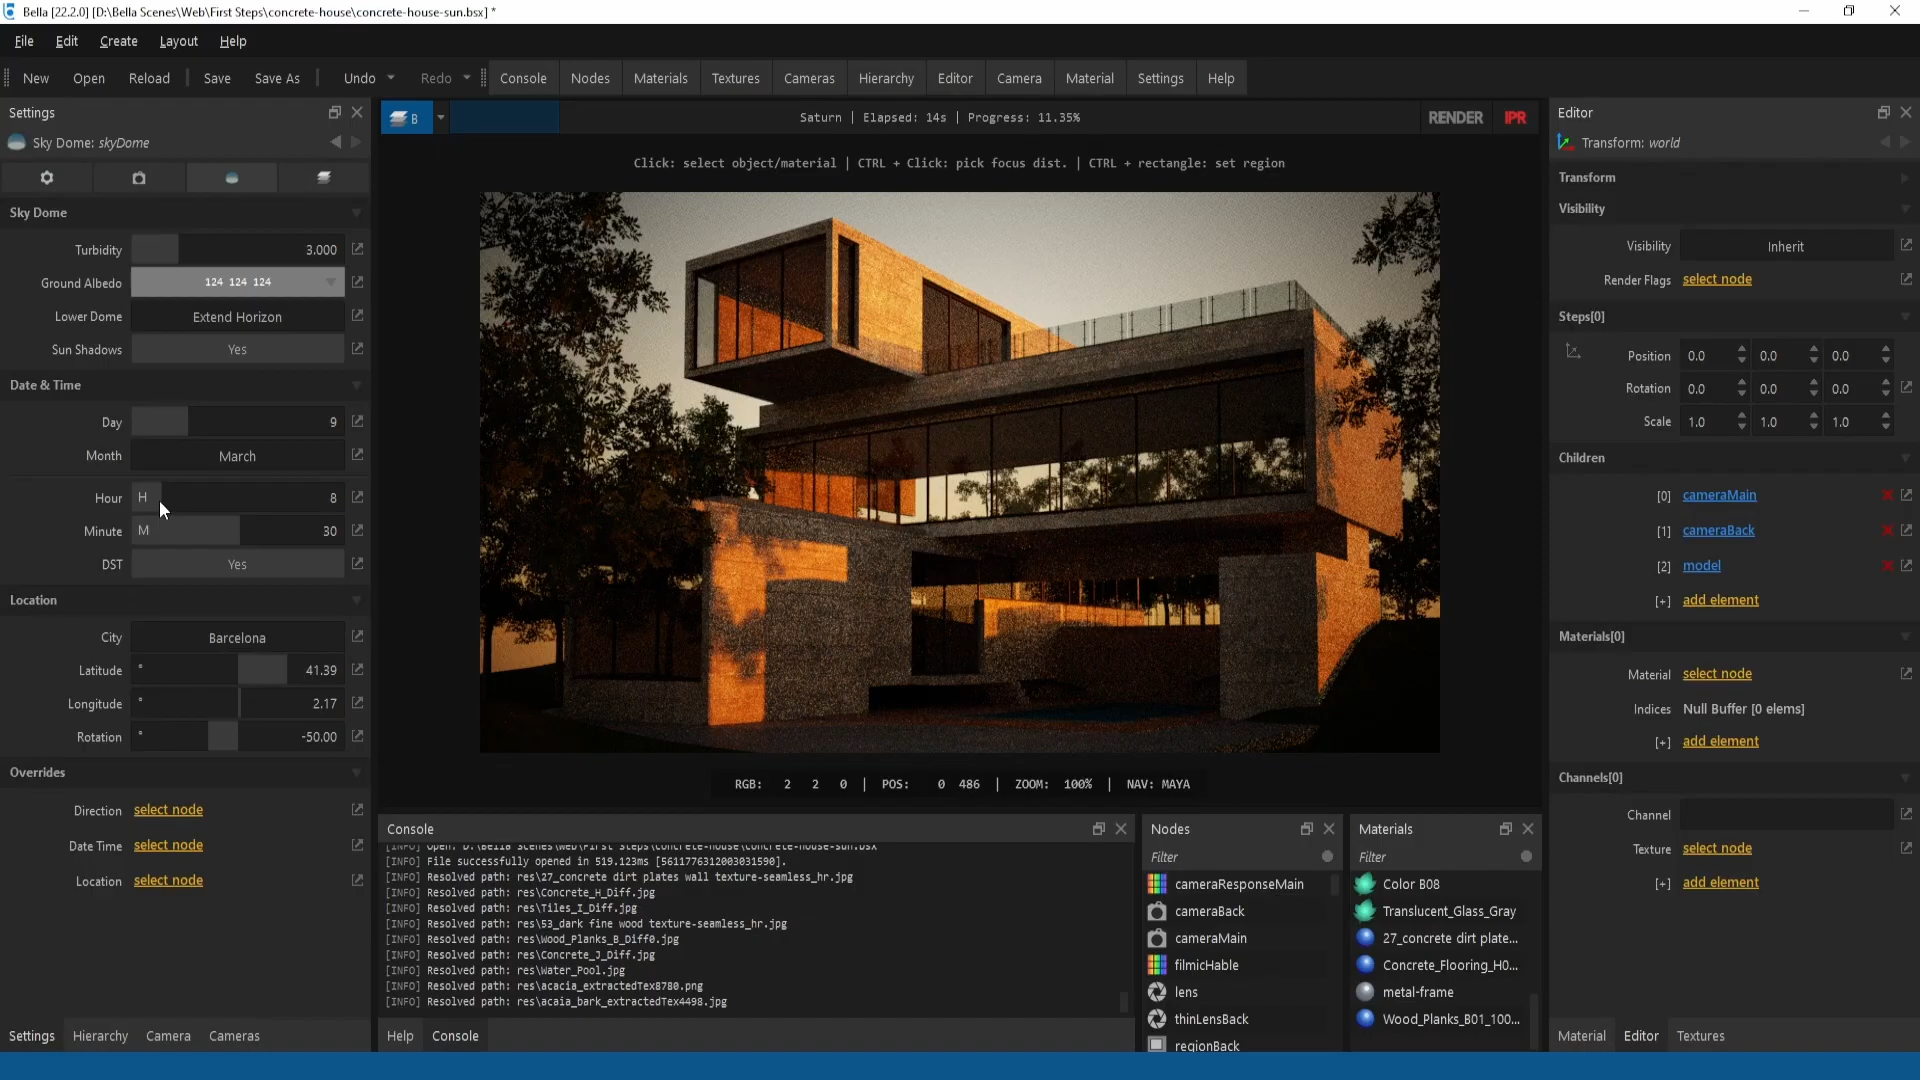 Bella [22.2.0] [D:\Bella Scenes\Web\First Steps\concrete-house\concrete-house-sun.bsx] *
File Edit Create Layout Help
New Open Reload Save Save As Undo Redo Console Nodes Materials Textures Cameras Hierarchy Editor Camera Material Settings Help
Settings
Sky Dome: skyDome
Sky Dome
Turbidity 3.000
Ground Albedo 124 124 124
Lower Dome Extend Horizon
Sun Shadows Yes
Date & Time
Day 9
Month March
Hour H 8
Minute M 30
DST Yes
Location
City Barcelona
Latitude ° 41.39
Longitude ° 2.17
Rotation ° -50.00
Overrides
Direction select node
Date Time select node
Location select node
Settings Hierarchy Camera Cameras
B
Saturn | Elapsed: 14s | Progress: 11.35%
RENDER IPR
Click: select object/material | CTRL + Click: pick focus dist. | CTRL + rectangle: set region
RGB: 2 2 0 | POS: 0 486 | ZOOM: 100% | NAV: MAYA
Console
[INFO] Open: D:\Bella Scenes\Web\First Steps\concrete-house\concrete-house-sun.bsx
[INFO] File successfully opened in 519.123ms [5611776312003031590].
[INFO] Resolved path: res\27_concrete dirt plates wall texture-seamless_hr.jpg
[INFO] Resolved path: res\Concrete_H_Diff.jpg
[INFO] Resolved path: res\Tiles_I_Diff.jpg
[INFO] Resolved path: res\53_dark fine wood texture-seamless_hr.jpg
[INFO] Resolved path: res\Wood_Planks_B_Diff0.jpg
[INFO] Resolved path: res\Concrete_J_Diff.jpg
[INFO] Resolved path: res\Water_Pool.jpg
[INFO] Resolved path: res\acacia_extractedTex8780.png
[INFO] Resolved path: res\acaia_bark_extractedTex4498.jpg
Help Console
Nodes
Filter
cameraResponseMain
cameraBack
cameraMain
filmicHable
lens
thinLensBack
regionBack
Materials
Filter
Color B08
Translucent_Glass_Gray
27_concrete dirt plate...
Concrete_Flooring_H0...
metal-frame
Wood_Planks_B01_100...
Editor
Transform: world
Transform
Visibility
Visibility Inherit
Render Flags select node
Steps[0]
Position 0.0 0.0 0.0
Rotation 0.0 0.0 0.0
Scale 1.0 1.0 1.0
Children
[0] cameraMain
[1] cameraBack
[2] model
[+] add element
Materials[0]
Material select node
Indices Null Buffer [0 elems]
[+] add element
Channels[0]
Channel
Texture select node
[+] add element
Material Editor Textures